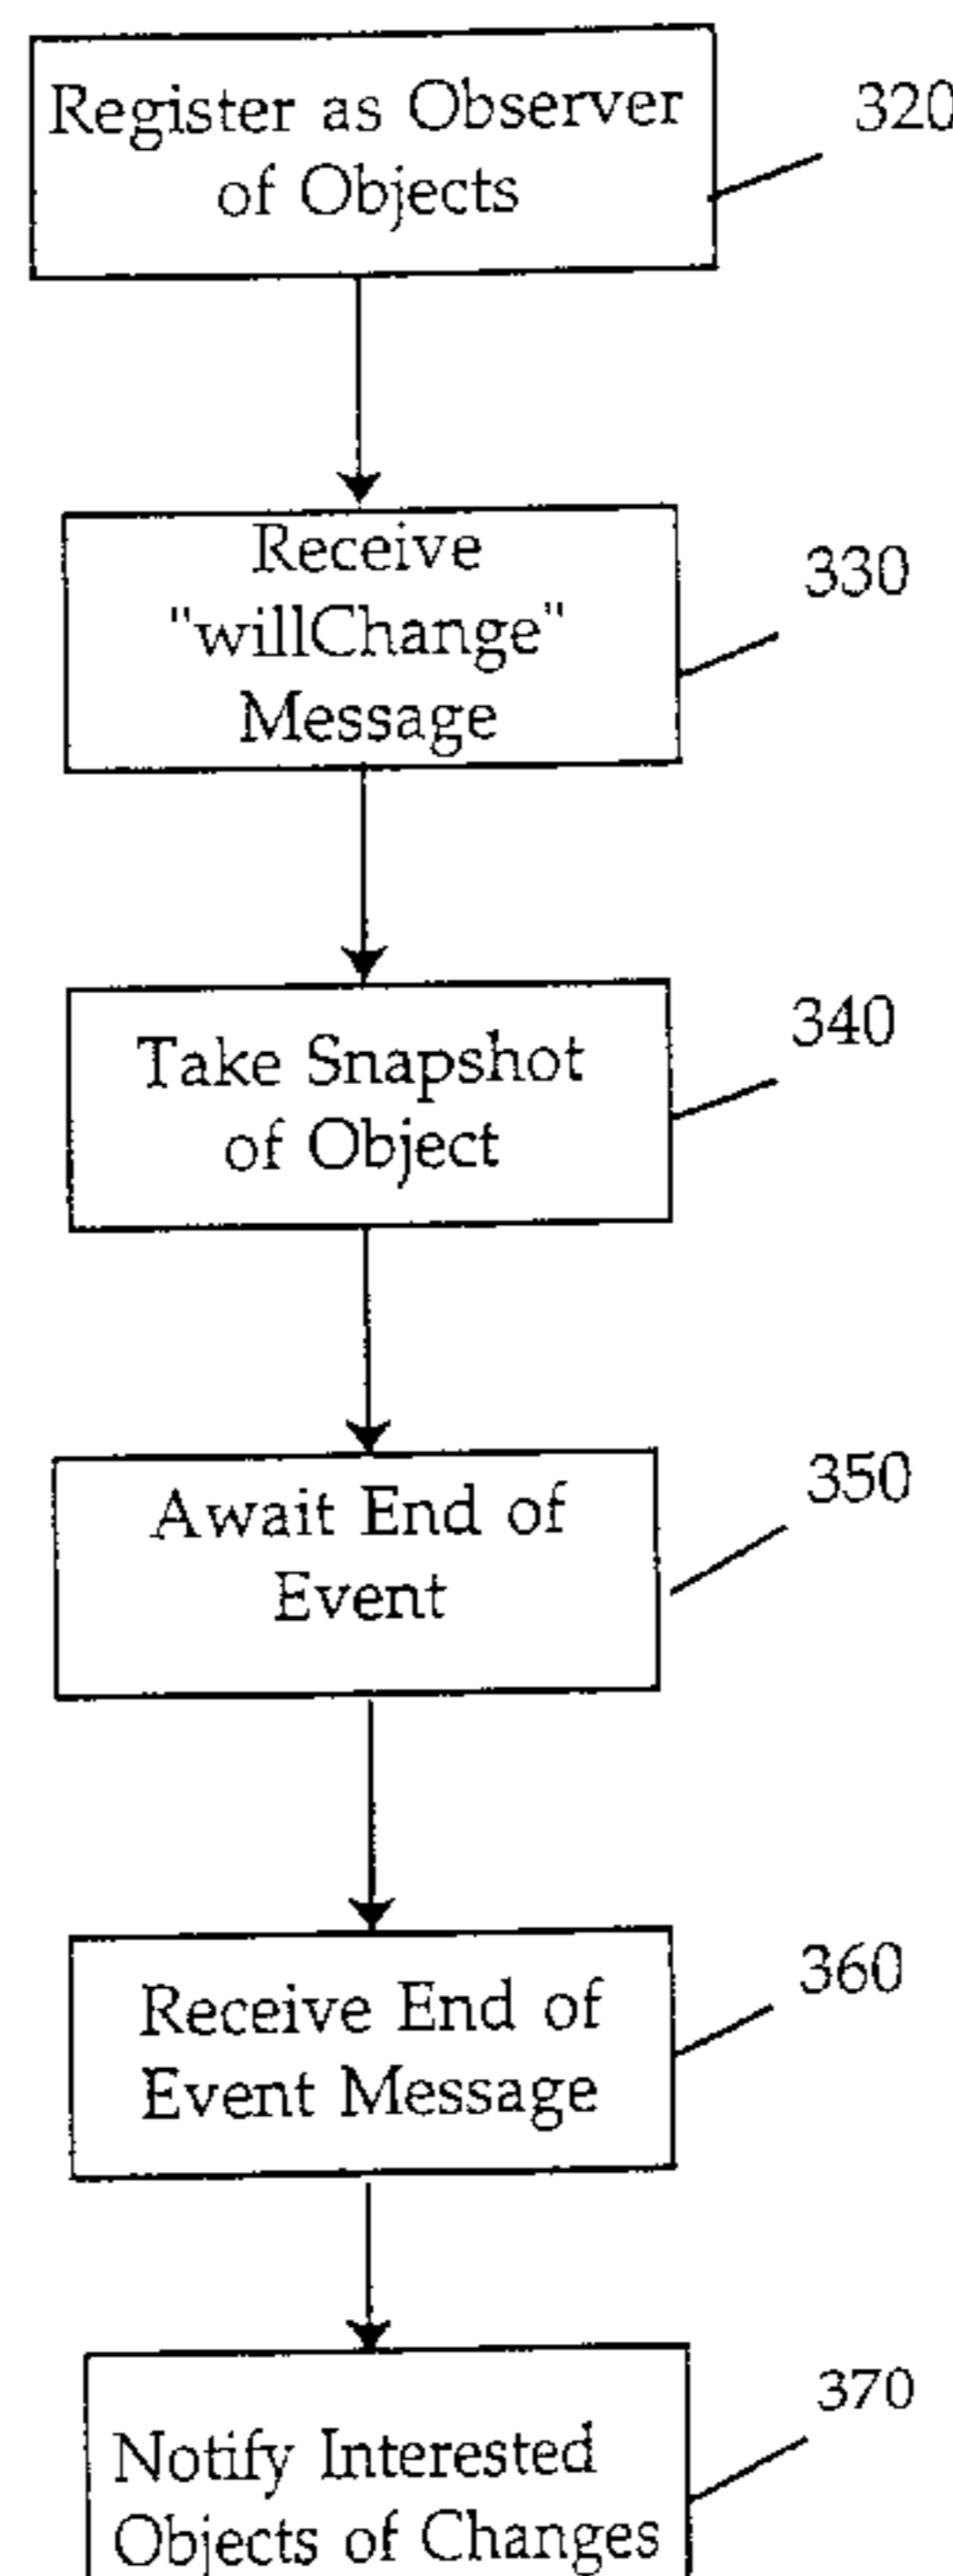 Register as Observer
of Objects
320
Receive
"willChange"
Message
330
Take Snapshot
of Object
340
Await End of
Event
350
Receive End of
Event Message
360
Notify Interested
Objects of Changes
370